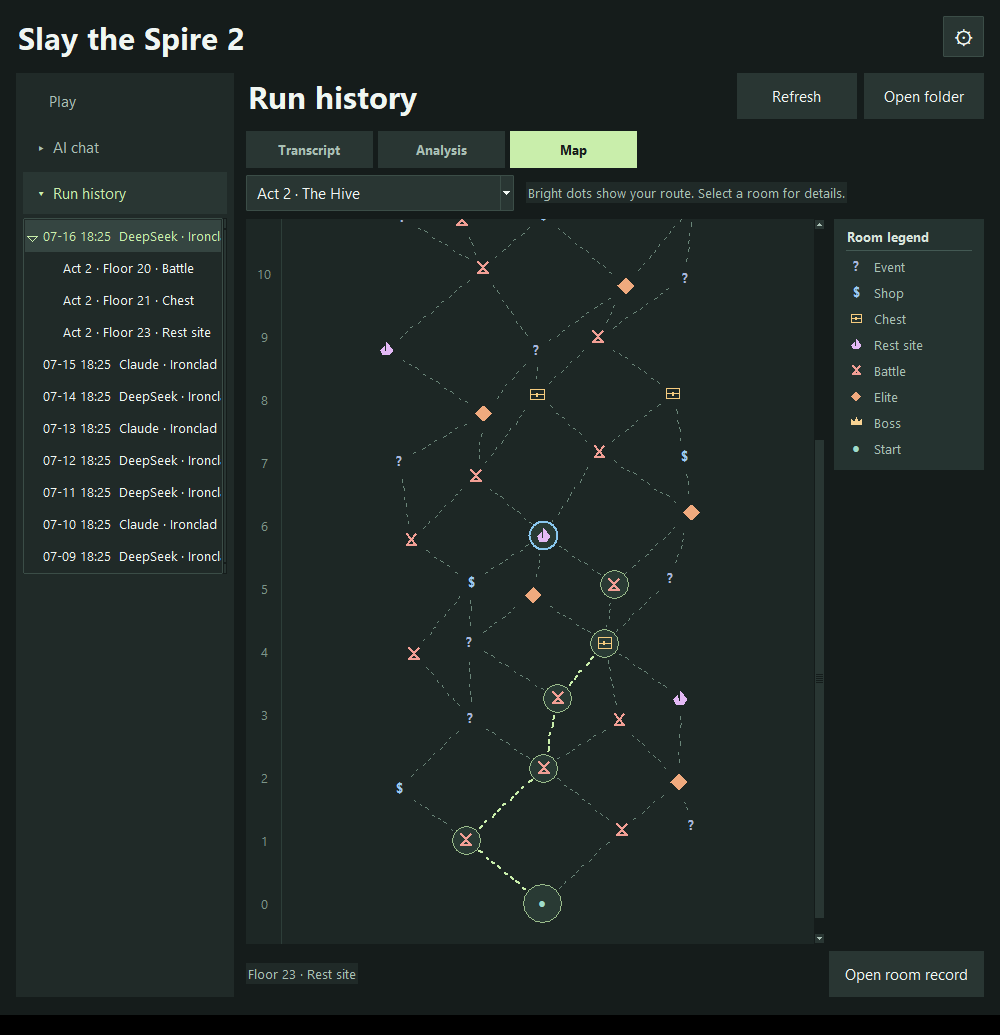 Slay the Spire 2
Play
AI chat
Run history
07-16 18:25 DeepSeek · Ironcl
Act 2 · Floor 20 · Battle
Act 2 · Floor 21 · Chest
Act 2 · Floor 23 · Rest site
07-15 18:25 Claude · Ironclad
07-14 18:25 DeepSeek · Ironcl
07-13 18:25 Claude · Ironclad
07-12 18:25 DeepSeek · Ironcl
07-11 18:25 DeepSeek · Ironcl
07-10 18:25 Claude · Ironclad
07-09 18:25 DeepSeek · Ironcl
Run history
Refresh
Open folder
Transcript
Analysis
Map
Act 2 · The Hive
Bright dots show your route. Select a room for details.
10
?
9
?
8
7
?
$
6
5
$
?
4
?
3
?
2
$
1
?
0
Room legend
? Event
$ Shop
Chest
Rest site
Battle
Elite
Boss
Start
Floor 23 · Rest site
Open room record